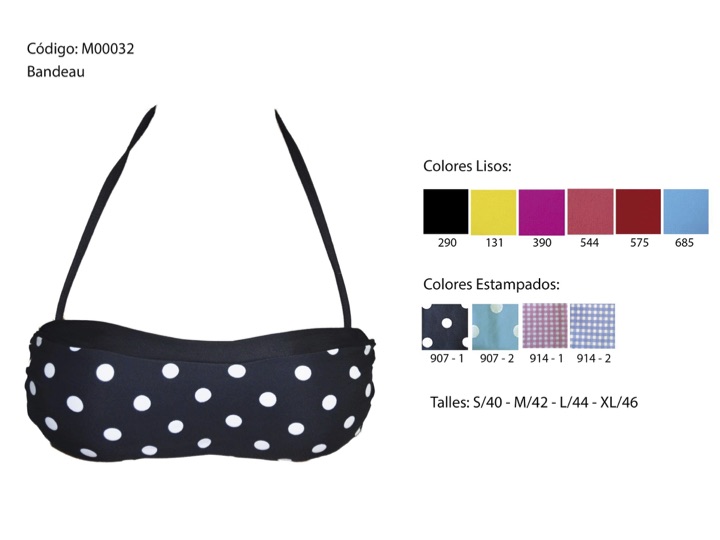 Código: M00032
Bandeau
Colores Lisos:
290 131 390 544 575 685
Colores Estampados:
907 - 1 907 - 2 914 - 1 914 - 2
Talles: S/40 - M/42 - L/44 - XL/46